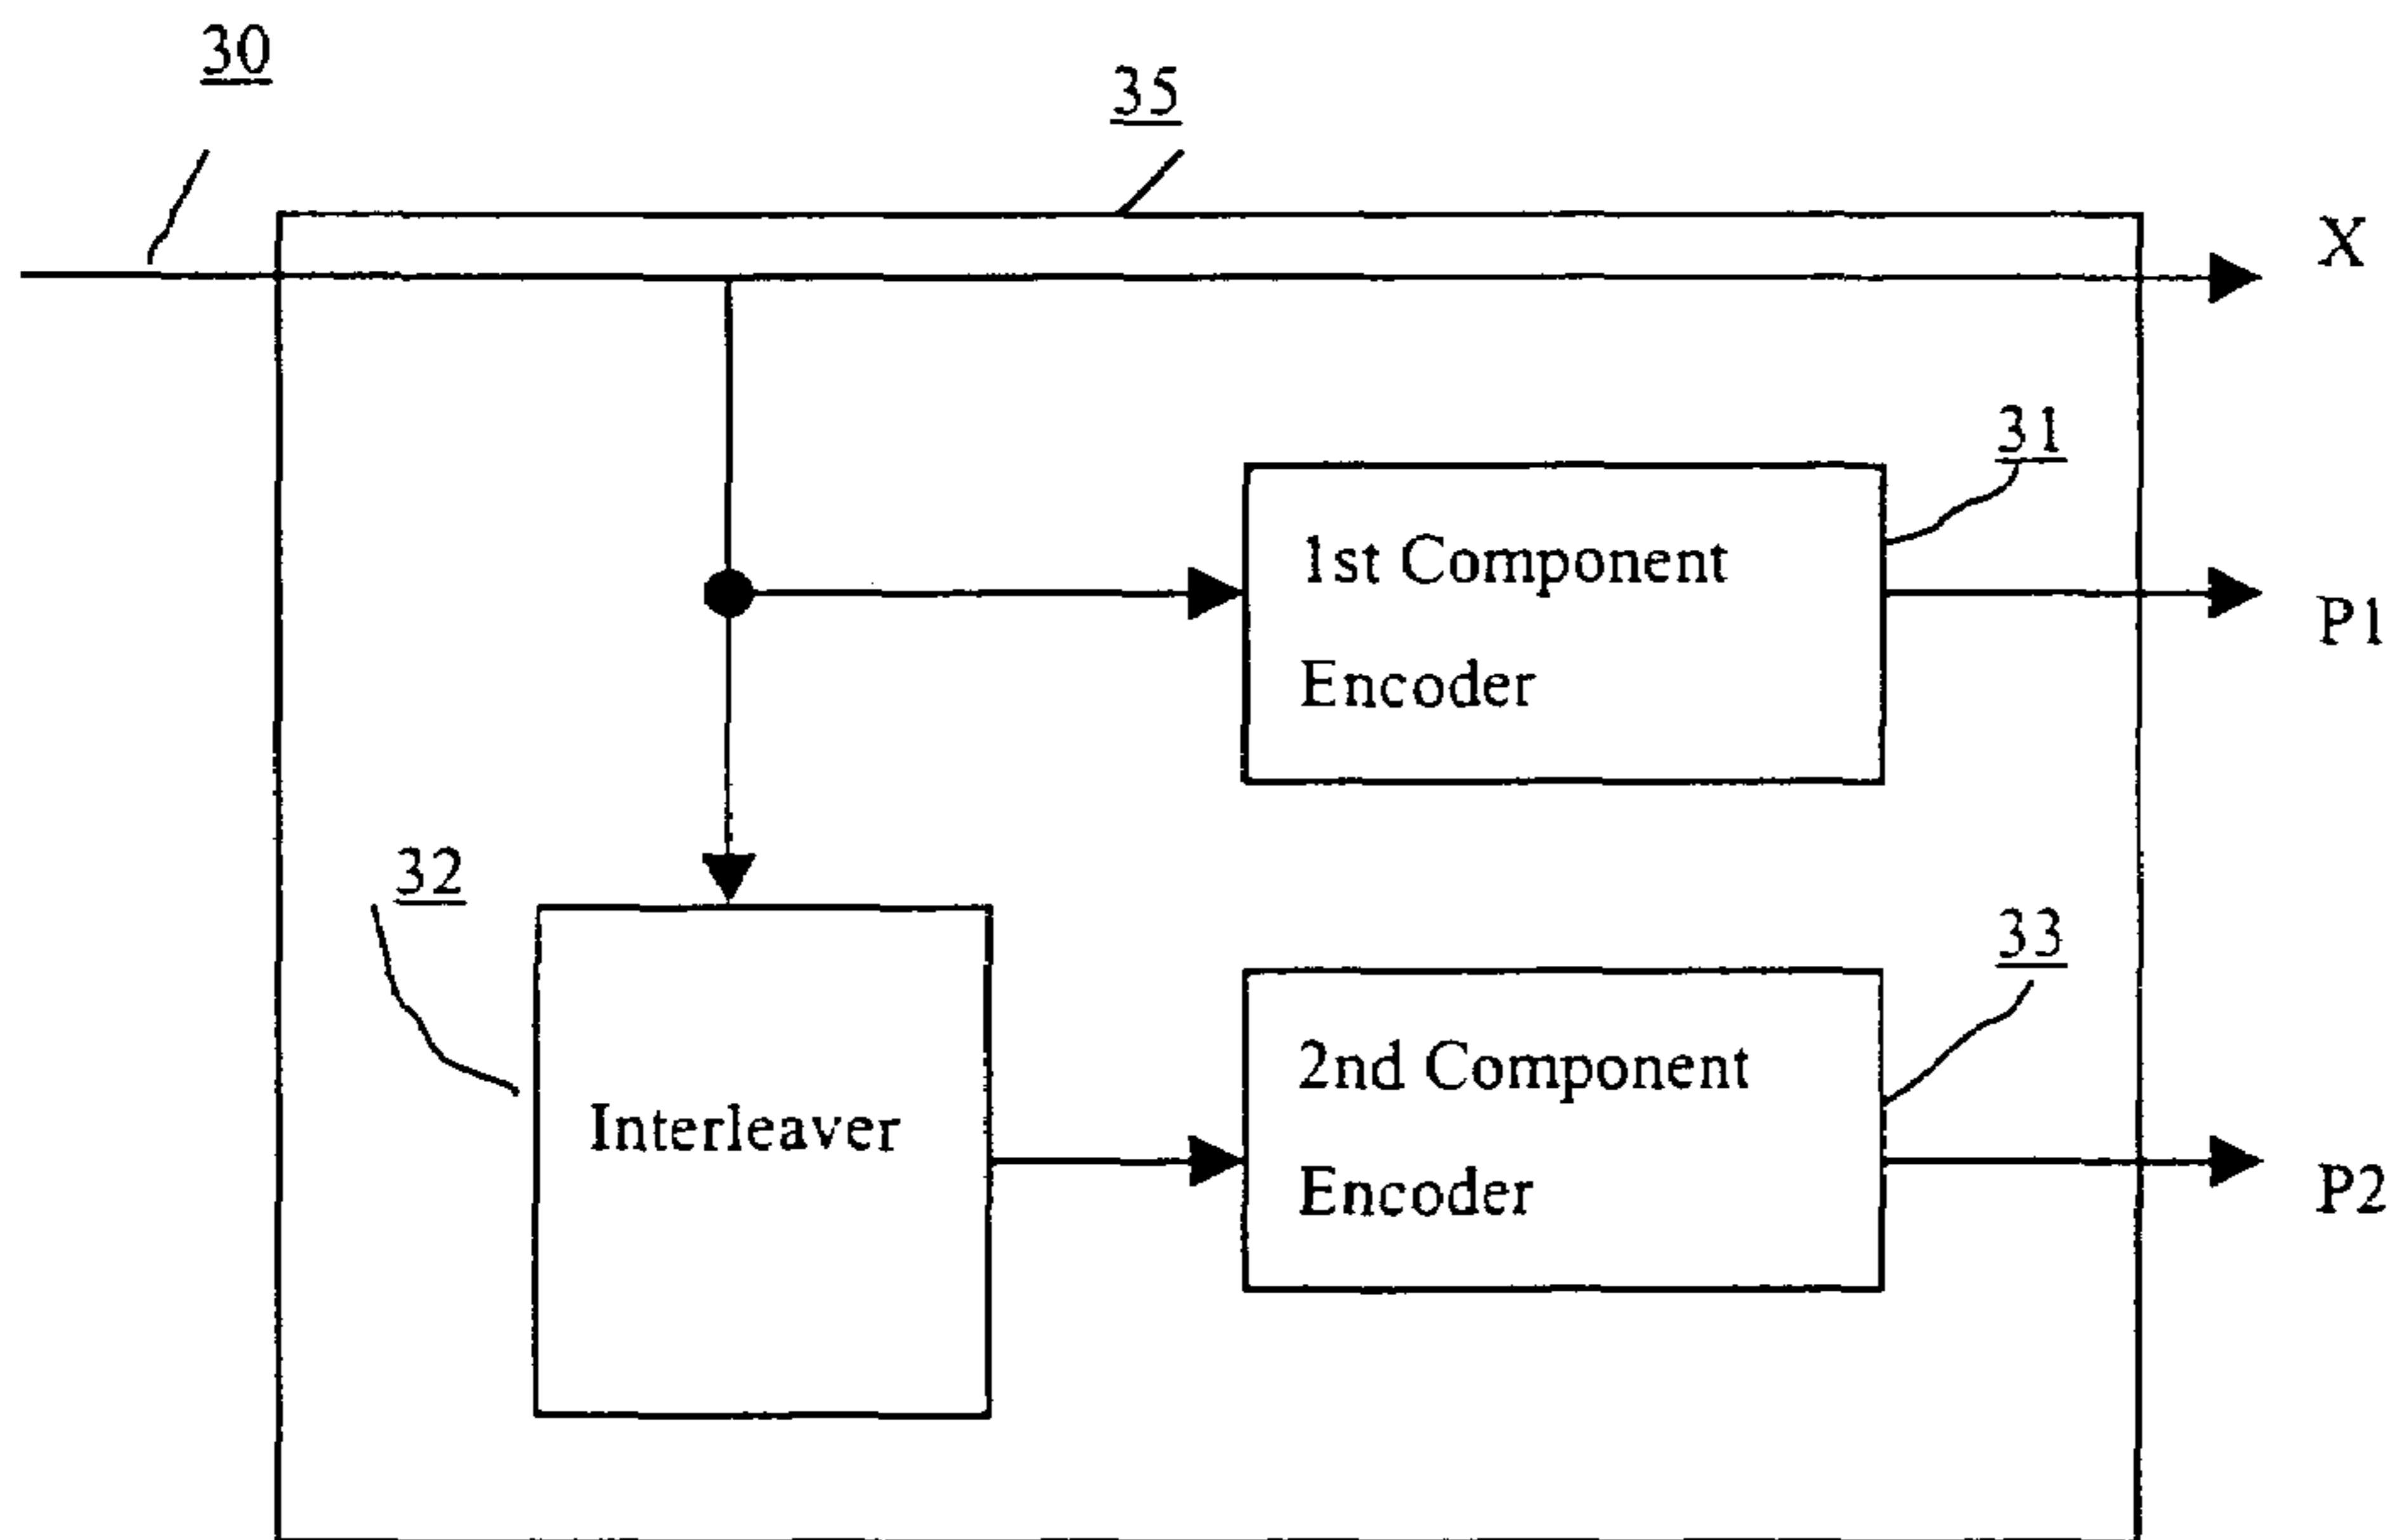 30
35
X
31
1st Component
Encoder
P1
32
33
2nd Component
Interleaver
Encoder
P2